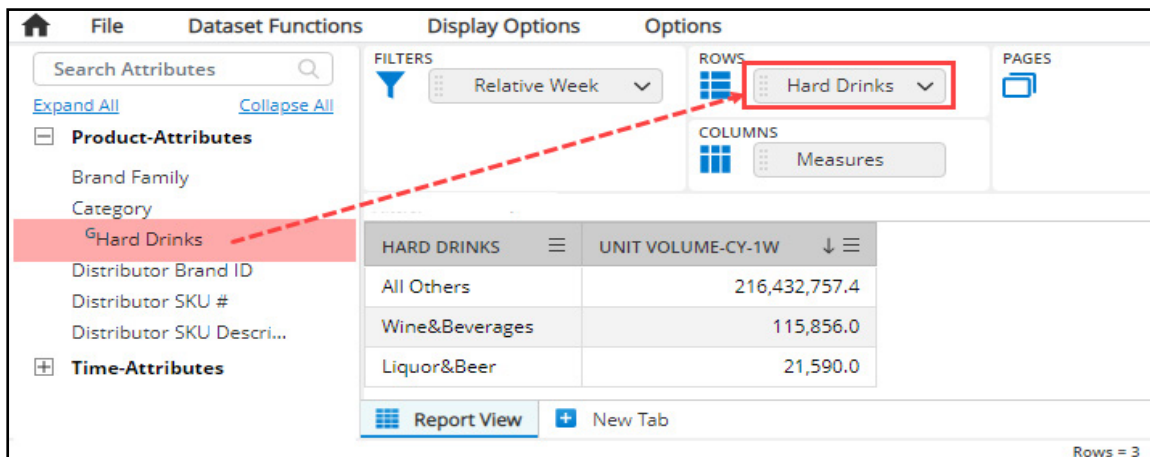 File Dataset Functions Display Options Options
Search Attributes
Expand All Collapse All
Product-Attributes
Brand Family
Category
GHard Drinks
Distributor Brand ID
Distributor SKU #
Distributor SKU Descri...
Time-Attributes
FILTERS
Relative Week
ROWS
Hard Drinks
COLUMNS
Measures
PAGES
HARD DRINKS UNIT VOLUME-CY-1W
All Others 216,432,757.4
Wine&Beverages 115,856.0
Liquor&Beer 21,590.0
Report View New Tab
Rows = 3